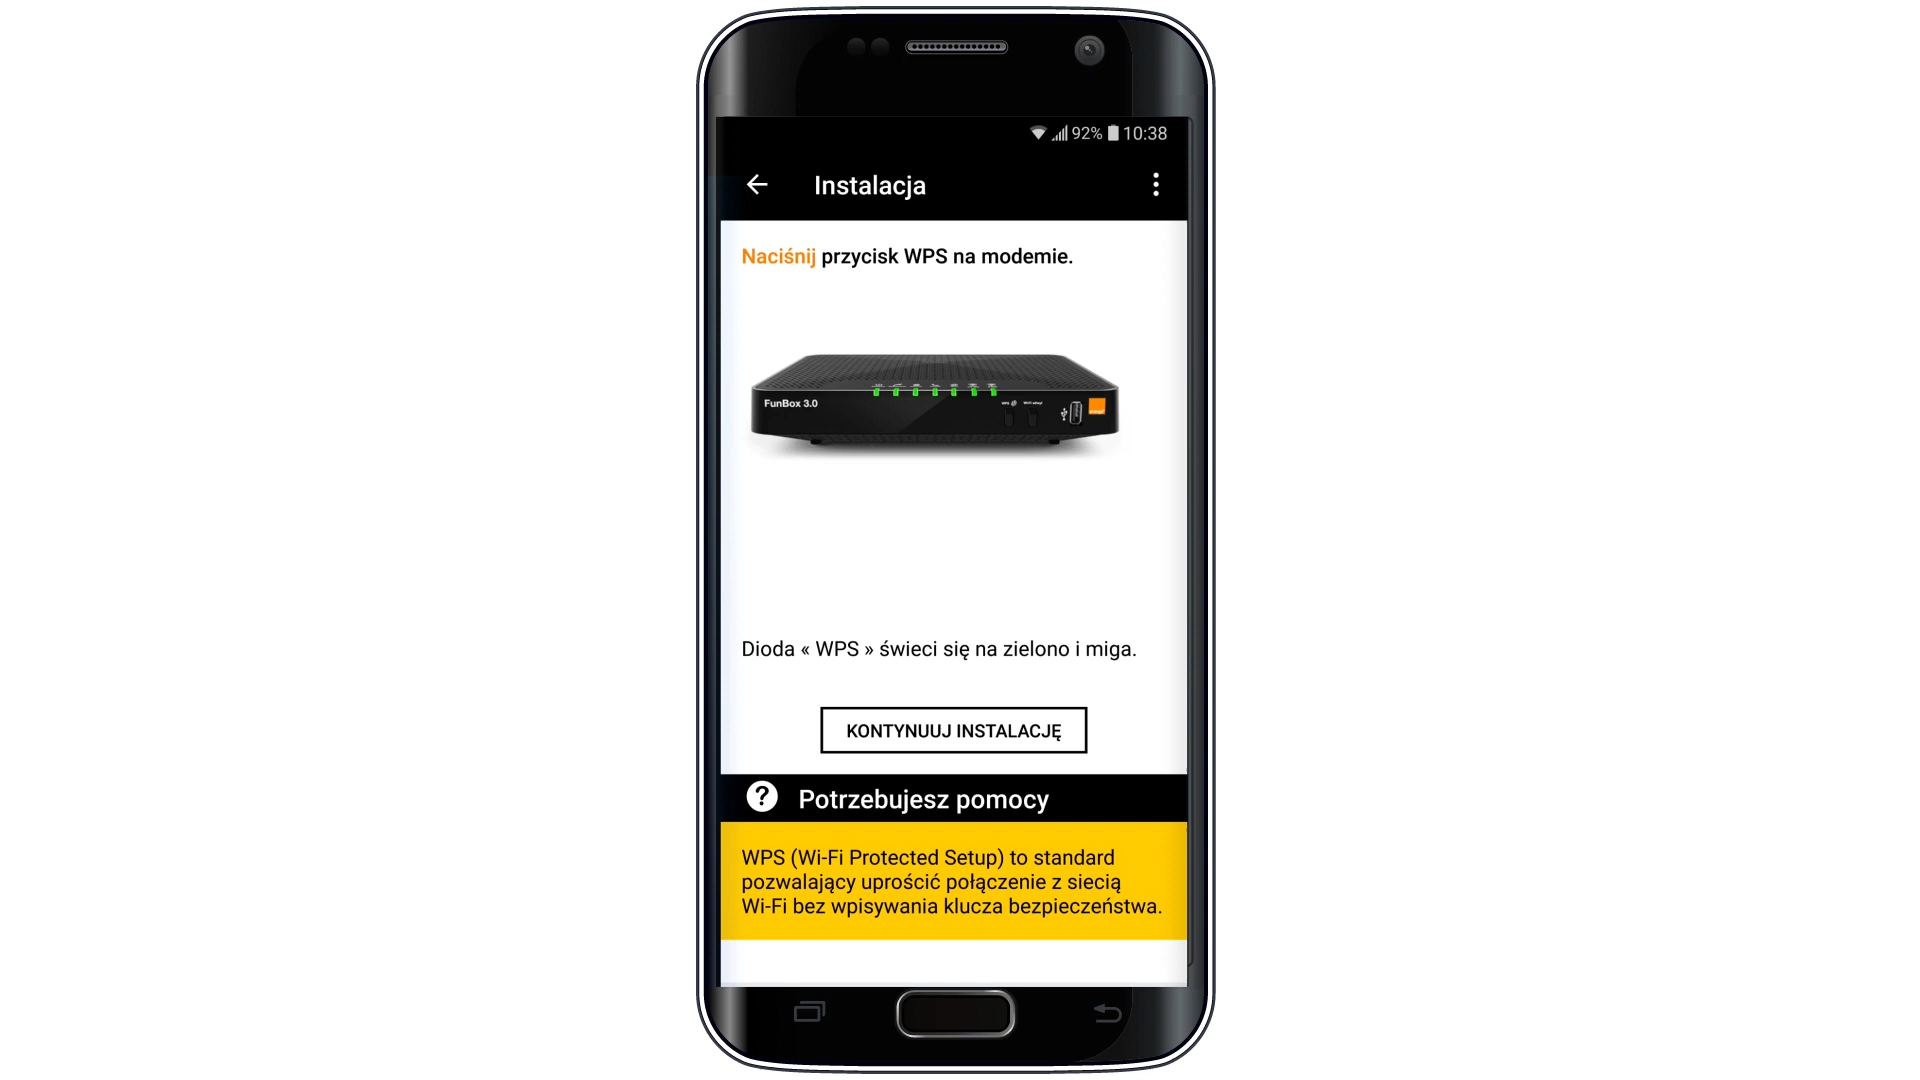 92% 10:38
Instalacja
Naciśnij przycisk WPS na modemie.
FunBox 3.0
WPS
Dioda « WPS » świeci się na zielono i miga.
KONTYNUUJ INSTALACJĘ
? Potrzebujesz pomocy
WPS (Wi-Fi Protected Setup) to standard
pozwalający uprościć połączenie z siecią
Wi-Fi bez wpisywania klucza bezpieczeństwa.